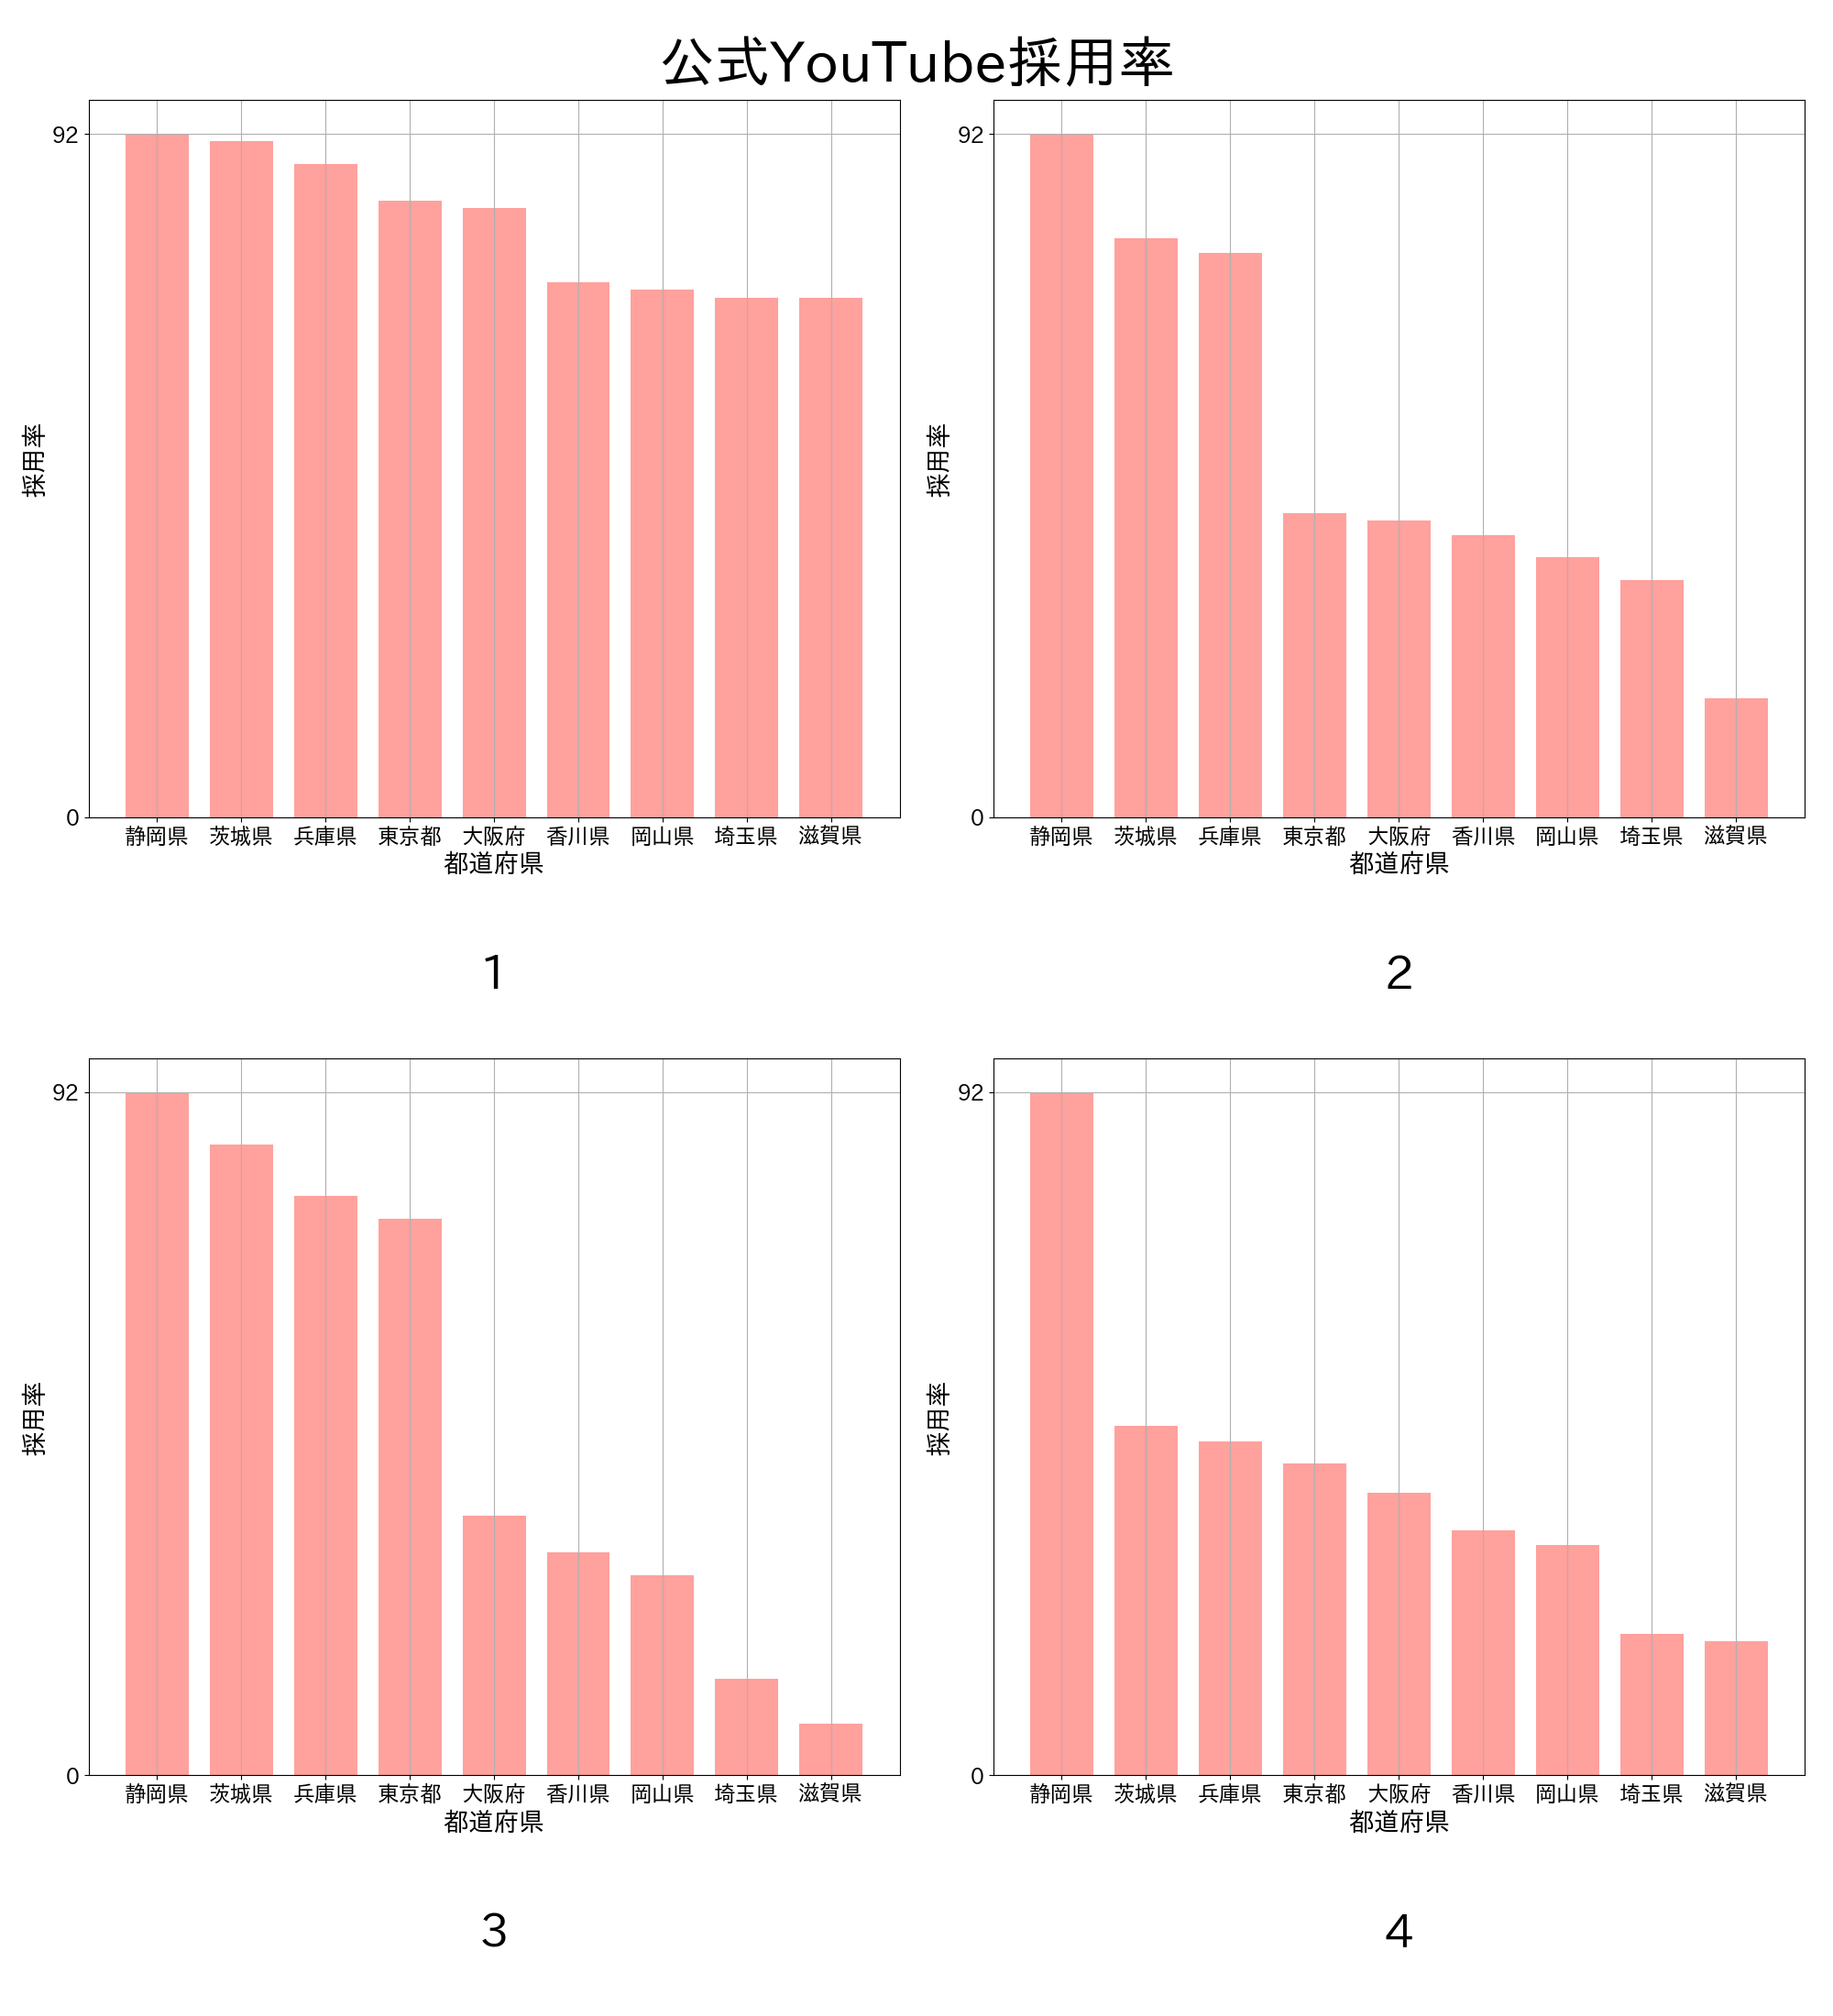 公式YouTube採用率
92
0
採用率
静岡県 茨城県 兵庫県 東京都 大阪府 香川県 岡山県 埼玉県 滋賀県
都道府県
1
92
0
採用率
静岡県 茨城県 兵庫県 東京都 大阪府 香川県 岡山県 埼玉県 滋賀県
都道府県
2
92
0
採用率
静岡県 茨城県 兵庫県 東京都 大阪府 香川県 岡山県 埼玉県 滋賀県
都道府県
3
92
0
採用率
静岡県 茨城県 兵庫県 東京都 大阪府 香川県 岡山県 埼玉県 滋賀県
都道府県
4